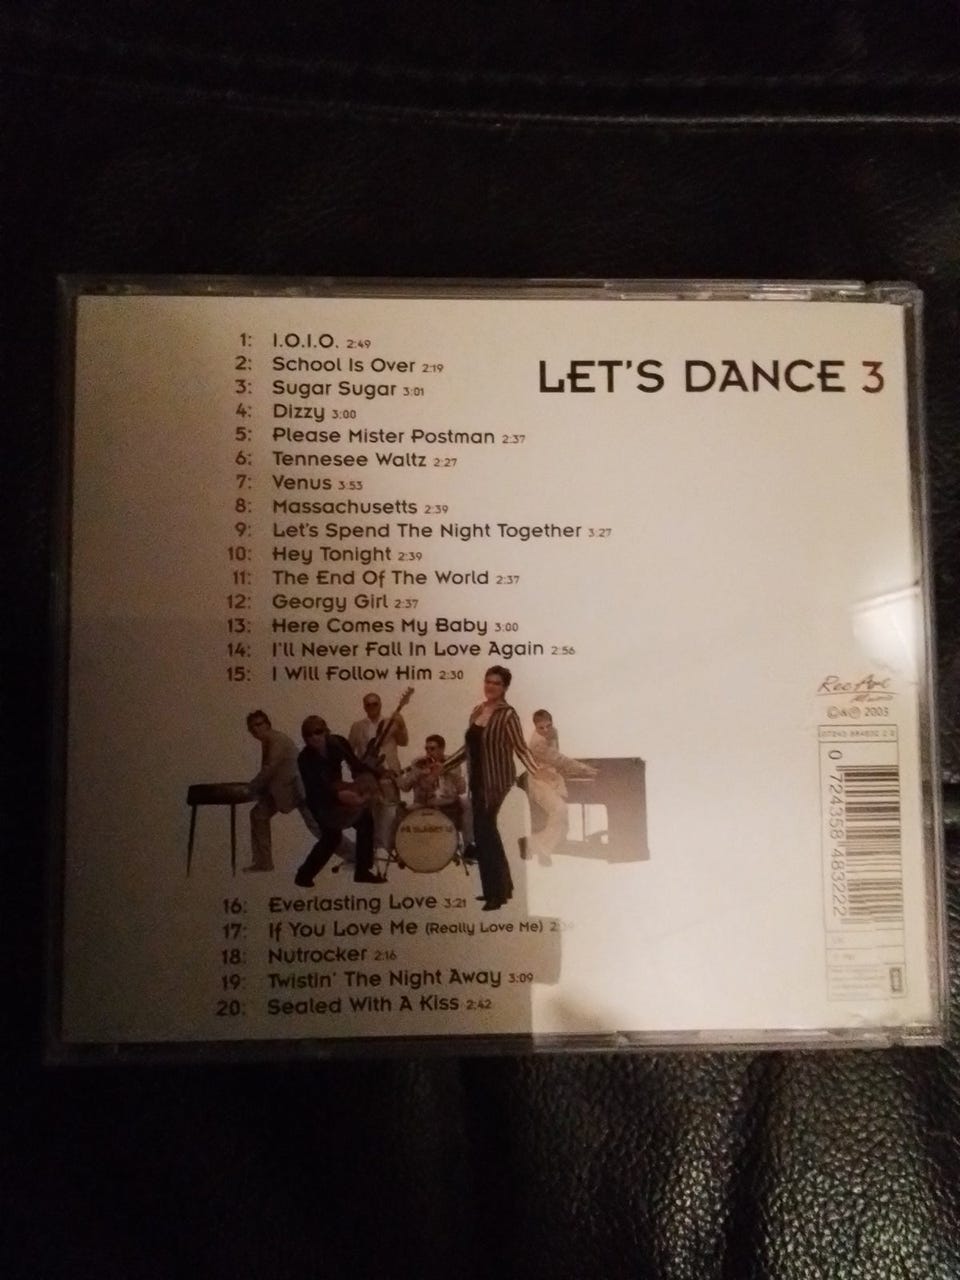 LET'S DANCE 3
1: I.O.I.O. 2:49
2: School Is Over 2:19
3: Sugar Sugar 3:01
4: Dizzy 3:00
5: Please Mister Postman 2:37
6: Tennesee Waltz 2:27
7: Venus 3:53
8: Massachusetts 2:39
9: Let's Spend The Night Together 3:27
10: Hey Tonight 2:39
11: The End Of The World 2:37
12: Georgy Girl 2:37
13: Here Comes My Baby 3:00
14: I'll Never Fall In Love Again 2:56
15: I Will Follow Him 2:30
16: Everlasting Love 3:21
17: If You Love Me (Really Love Me)
18: Nutrocker 2:16
19: Twistin' The Night Away 3:09
20: Sealed With A Kiss 2:42
RecArt
©&℗ 2003
0 724358 483222